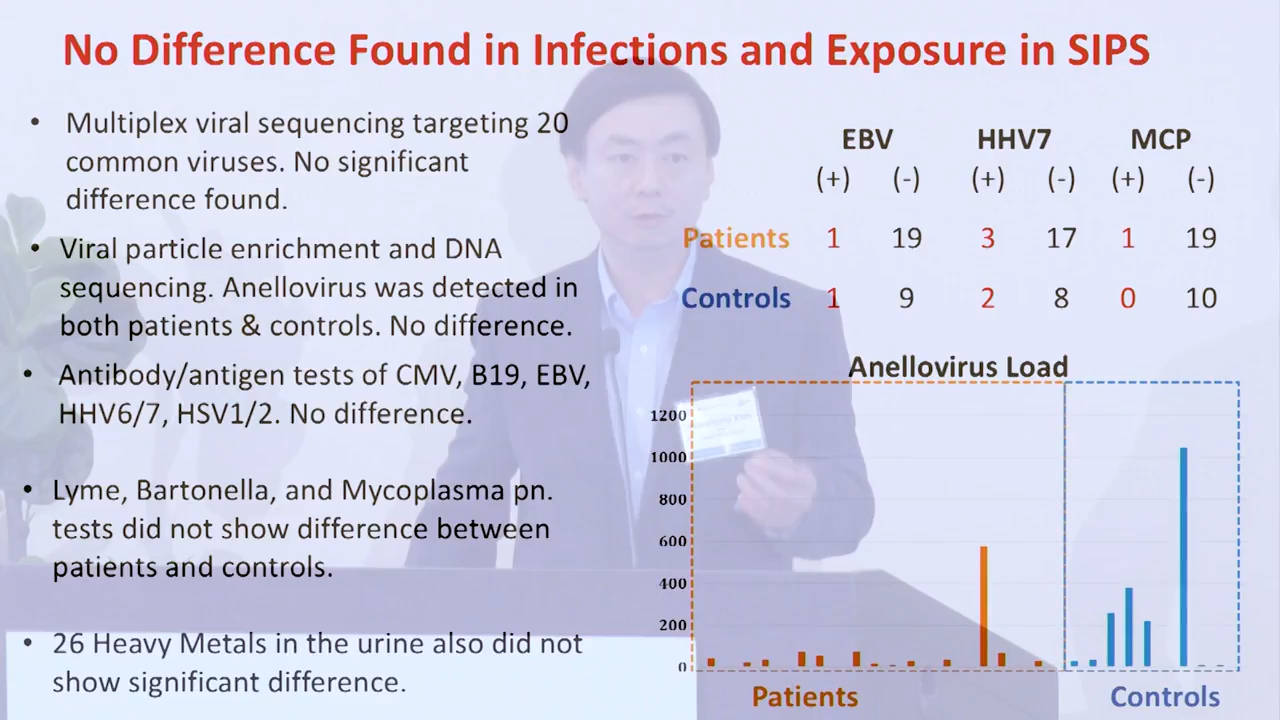 No Difference Found in Infections and Exposure in SIPS
• Multiplex viral sequencing targeting 20
common viruses. No significant
difference found.
• Viral particle enrichment and DNA
sequencing. Anellovirus was detected in
both patients & controls. No difference.
• Antibody/antigen tests of CMV, B19, EBV,
HHV6/7, HSV1/2. No difference.
• Lyme, Bartonella, and Mycoplasma pn.
tests did not show difference between
patients and controls.
• 26 Heavy Metals in the urine also did not
show significant difference.
EBV HHV7 MCP
(+) (-) (+) (-) (+) (-)
Patients 1 19 3 17 1 19
Controls 1 9 2 8 0 10
Anellovirus Load
1200
1000
800
600
400
200
0
Patients Controls